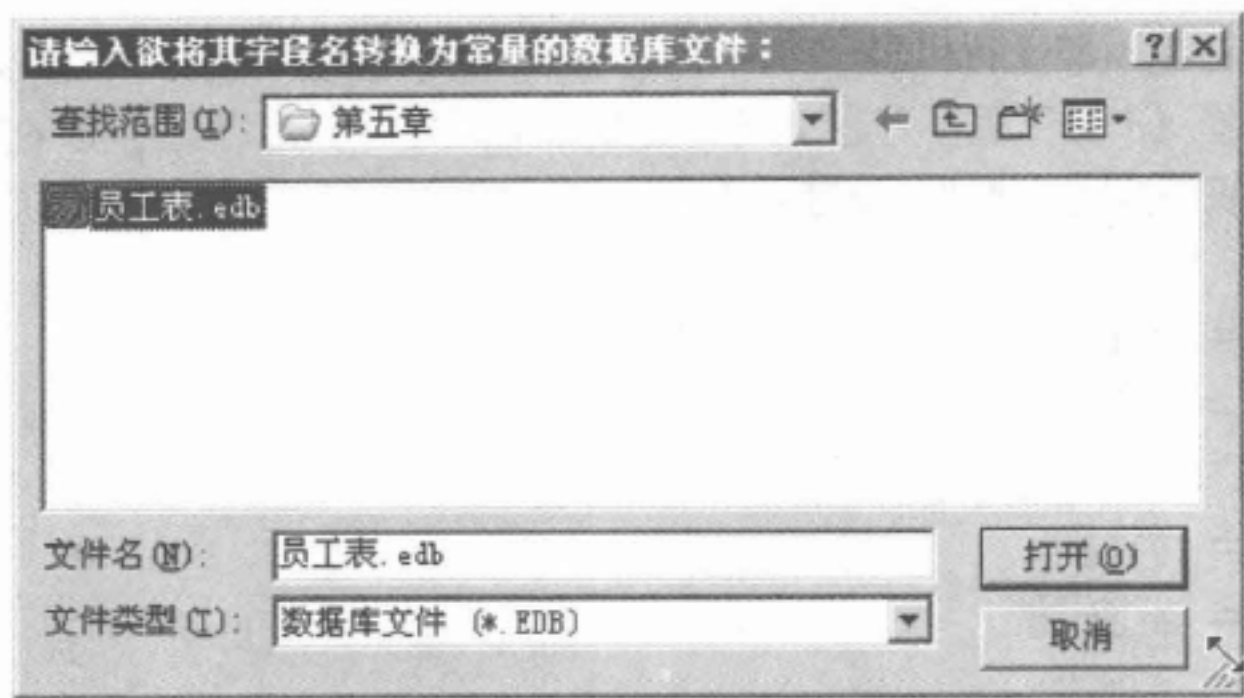 请输入欲将其字段名转换为常量的数据库文件：
查找范围(I): 第五章
员工表.edb
文件名(N): 员工表.edb 打开(O)
文件类型(T): 数据库文件 (*.EDB) 取消